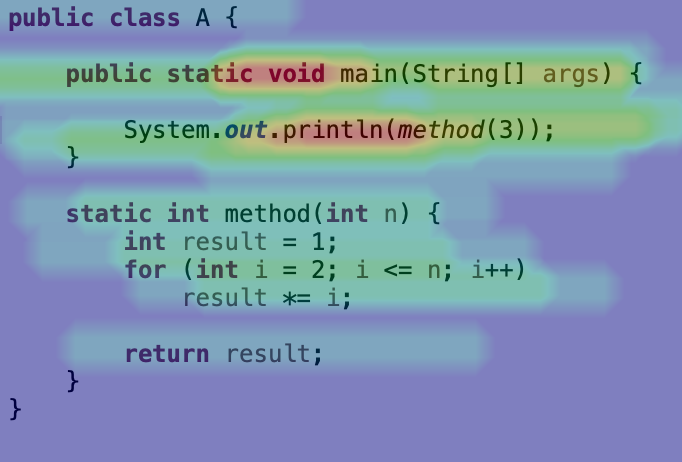 public class A {
    public static void main(String[] args) {
        System.out.println(method(3));
    }
    static int method(int n) {
        int result = 1;
        for (int i = 2; i <= n; i++)
            result *= i;
        return result;
    }
}